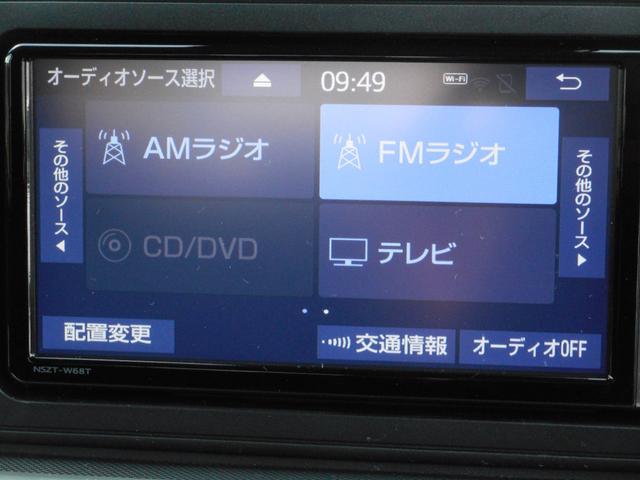 オーディオソース選択
09:49
Wi-Fi
その他のソース
AMラジオ
FMラジオ
その他のソース
CD/DVD
テレビ
配置変更
交通情報
オーディオOFF
NSZT-W68T